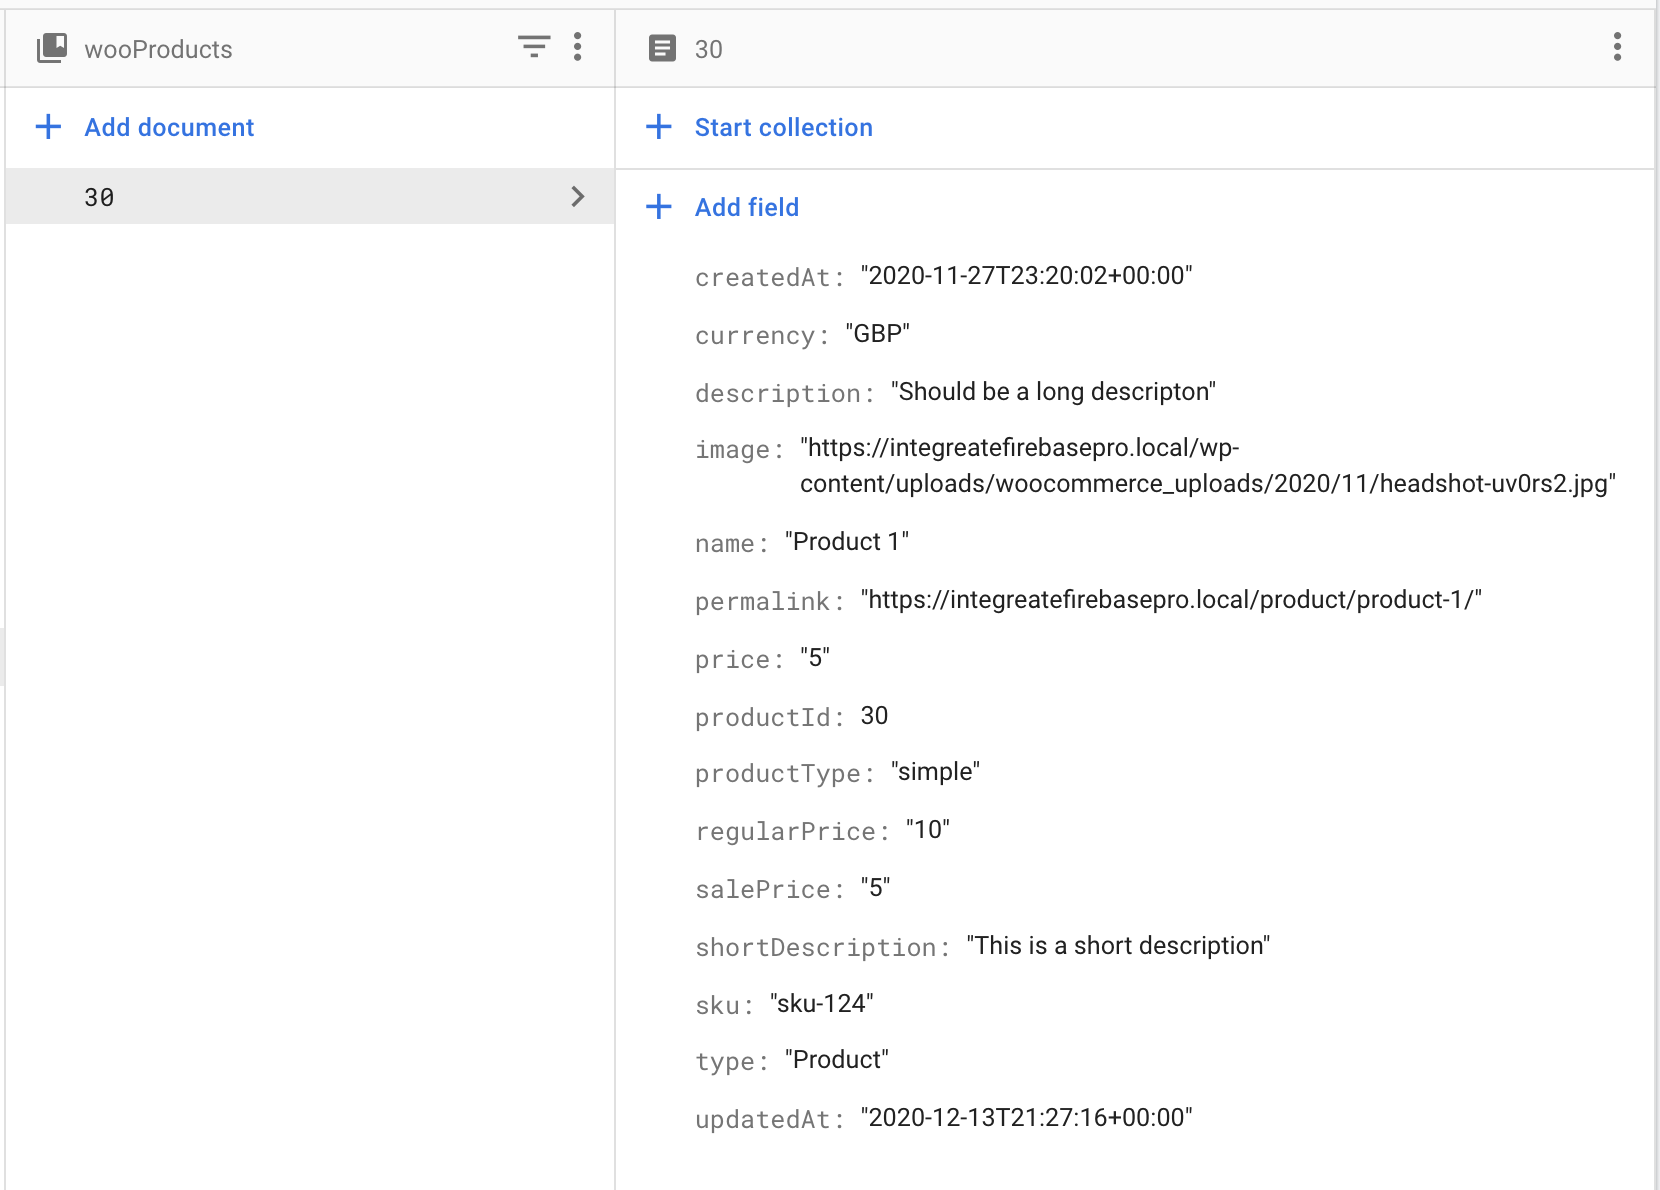 wooProducts
Add document
30
30
Start collection
Add field
createdAt: "2020-11-27T23:20:02+00:00"
currency: "GBP"
description: "Should be a long descripton"
image: "https://integreatefirebasepro.local/wp-
content/uploads/woocommerce_uploads/2020/11/headshot-uv0rs2.jpg"
name: "Product 1"
permalink: "https://integreatefirebasepro.local/product/product-1/"
price: "5"
productId: 30
productType: "simple"
regularPrice: "10"
salePrice: "5"
shortDescription: "This is a short description"
sku: "sku-124"
type: "Product"
updatedAt: "2020-12-13T21:27:16+00:00"